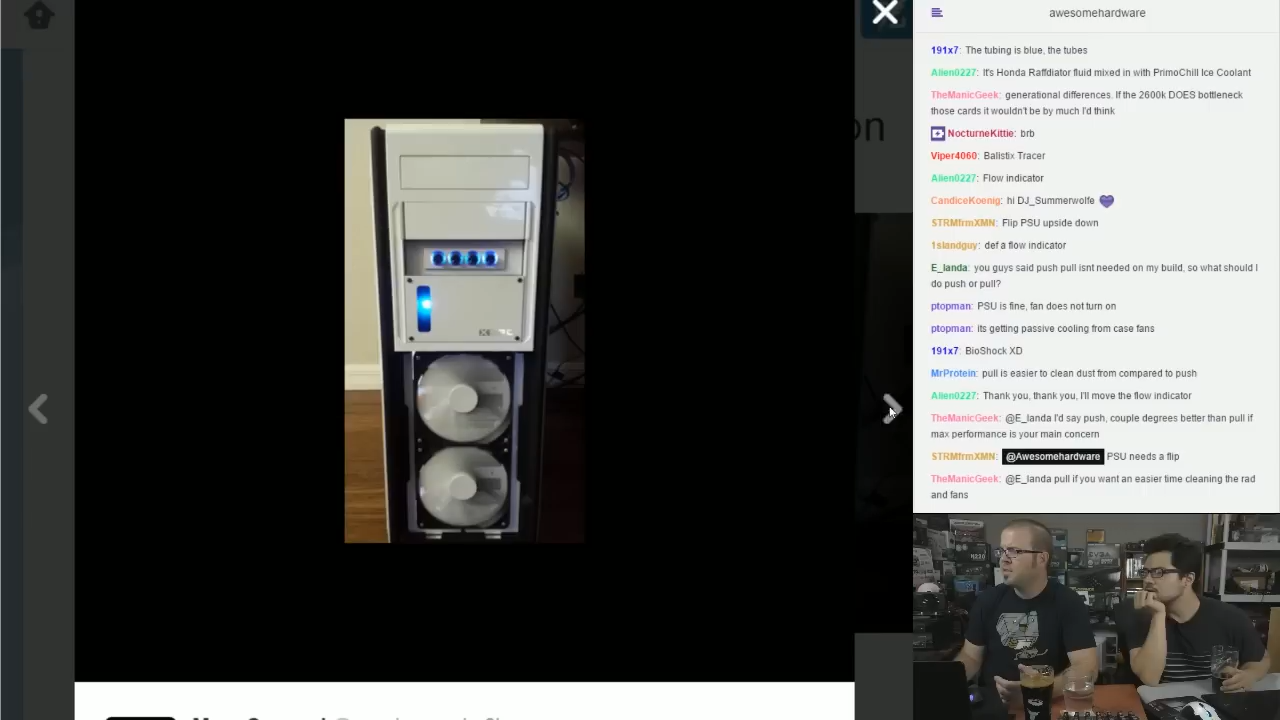 awesomehardware
191x7: The tubing is blue, the tubes
Alien0227: It's Honda Raffdiator fluid mixed in with PrimoChill Ice Coolant
TheManicGeek: generational differences. If the 2600k DOES bottleneck
those cards it wouldn't be by much I'd think
NocturneKittie: brb
Viper4060: Balistix Tracer
Alien0227: Flow indicator
CandiceKoenig: hi DJ_Summerwolfe
STRMfrmXMN: Flip PSU upside down
1slandguy: def a flow indicator
E_landa: you guys said push pull isnt needed on my build, so what should I
do push or pull?
ptopman: PSU is fine, fan does not turn on
ptopman: its getting passive cooling from case fans
191x7: BioShock XD
MrProtein: pull is easier to clean dust from compared to push
Alien0227: Thank you, thank you, I'll move the flow indicator
TheManicGeek: @E_landa I'd say push, couple degrees better than pull if
max performance is your main concern
STRMfrmXMN: @Awesomehardware PSU needs a flip
TheManicGeek: @E_landa pull if you want an easier time cleaning the rad
and fans
on